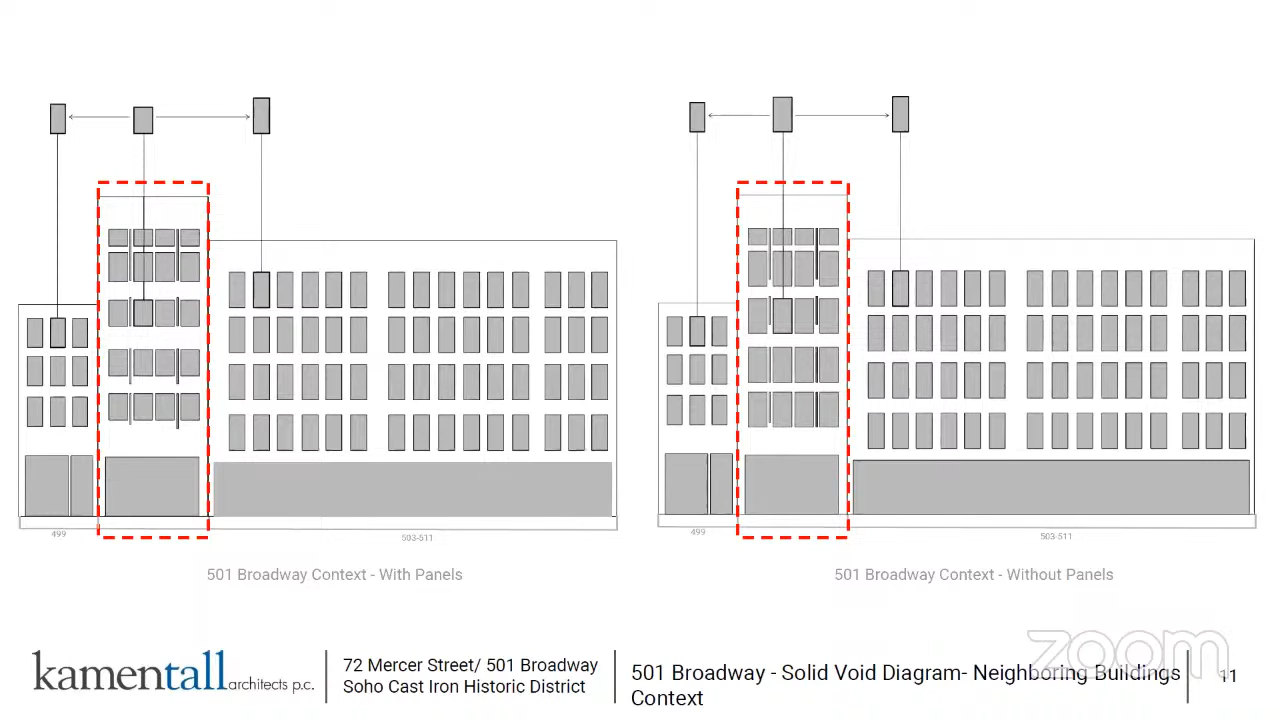 499
503-511
499
503-511
501 Broadway Context - With Panels
501 Broadway Context - Without Panels
zoom
kamentall architects p.c.
72 Mercer Street/ 501 Broadway
Soho Cast Iron Historic District
501 Broadway - Solid Void Diagram- Neighboring Buildings
Context
11